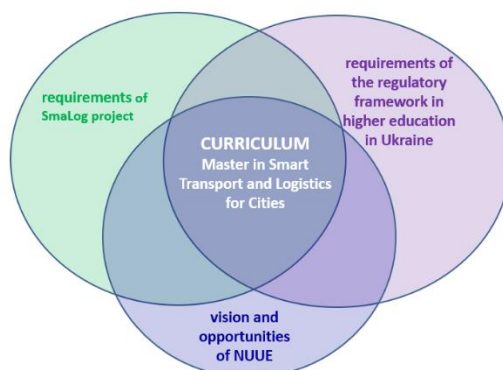 requirements of
SmaLog project
requirements of
the regulatory
framework in
higher education
in Ukraine
CURRICULUM
Master in Smart
Transport and Logistics
for Cities
vision and
opportunities
of NUUE